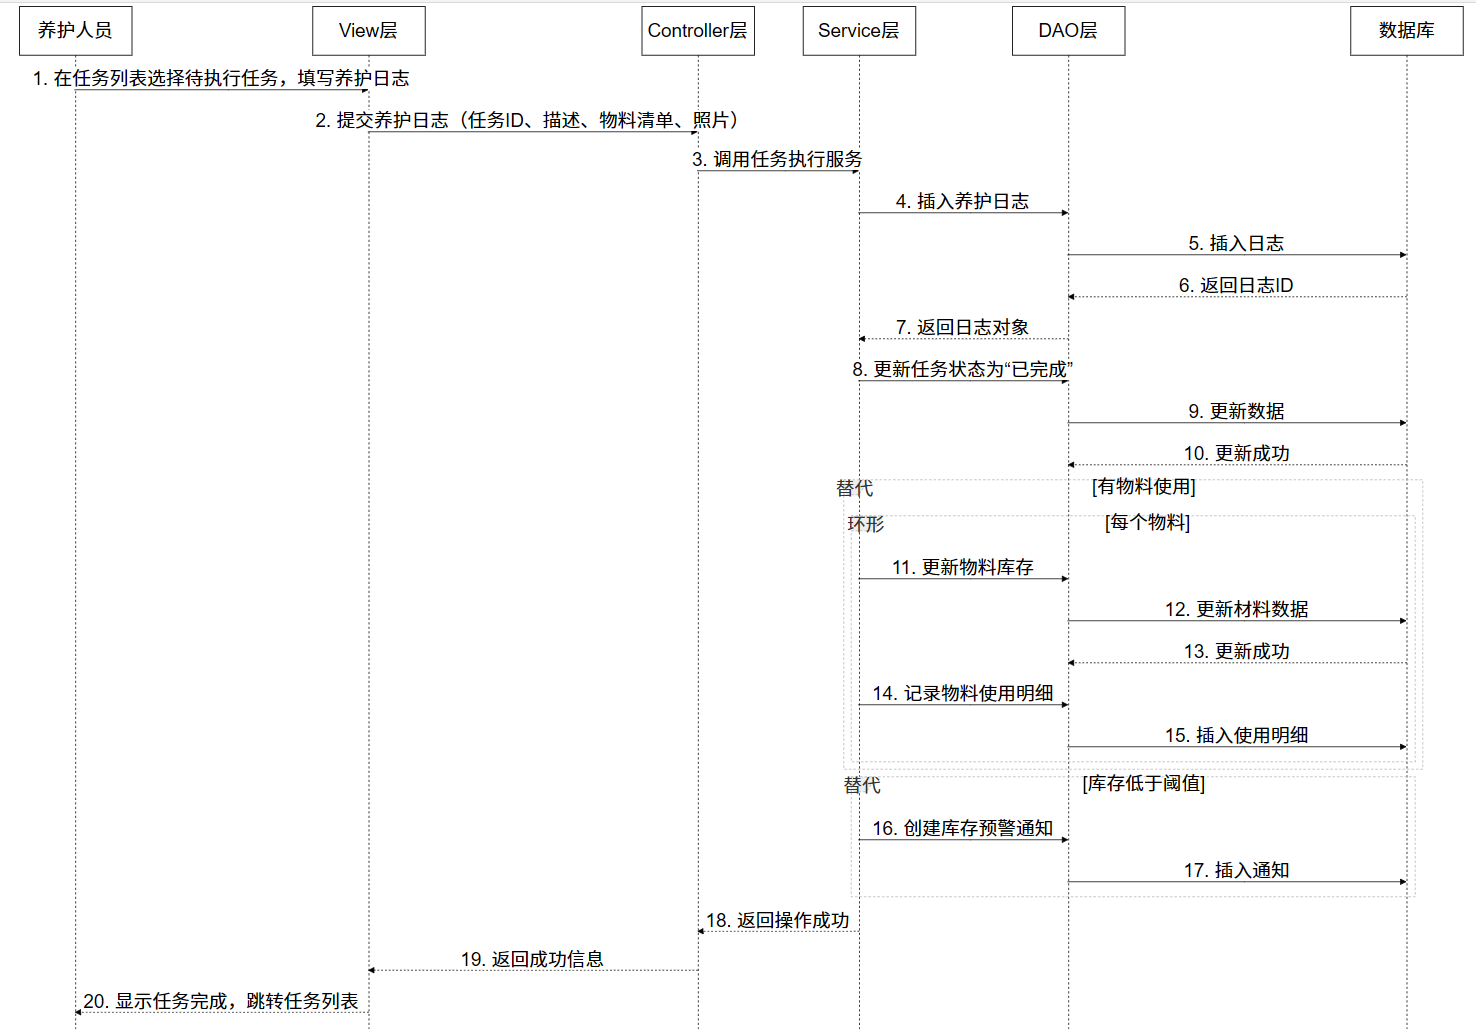 养护人员
View层
Controller层
Service层
DAO层
数据库
1. 在任务列表选择待执行任务，填写养护日志
2. 提交养护日志（任务ID、描述、物料清单、照片）
3. 调用任务执行服务
4. 插入养护日志
5. 插入日志
6. 返回日志ID
7. 返回日志对象
8. 更新任务状态为“已完成”
9. 更新数据
10. 更新成功
替代
[有物料使用]
环形
[每个物料]
11. 更新物料库存
12. 更新材料数据
13. 更新成功
14. 记录物料使用明细
15. 插入使用明细
替代
[库存低于阈值]
16. 创建库存预警通知
17. 插入通知
18. 返回操作成功
19. 返回成功信息
20. 显示任务完成，跳转任务列表